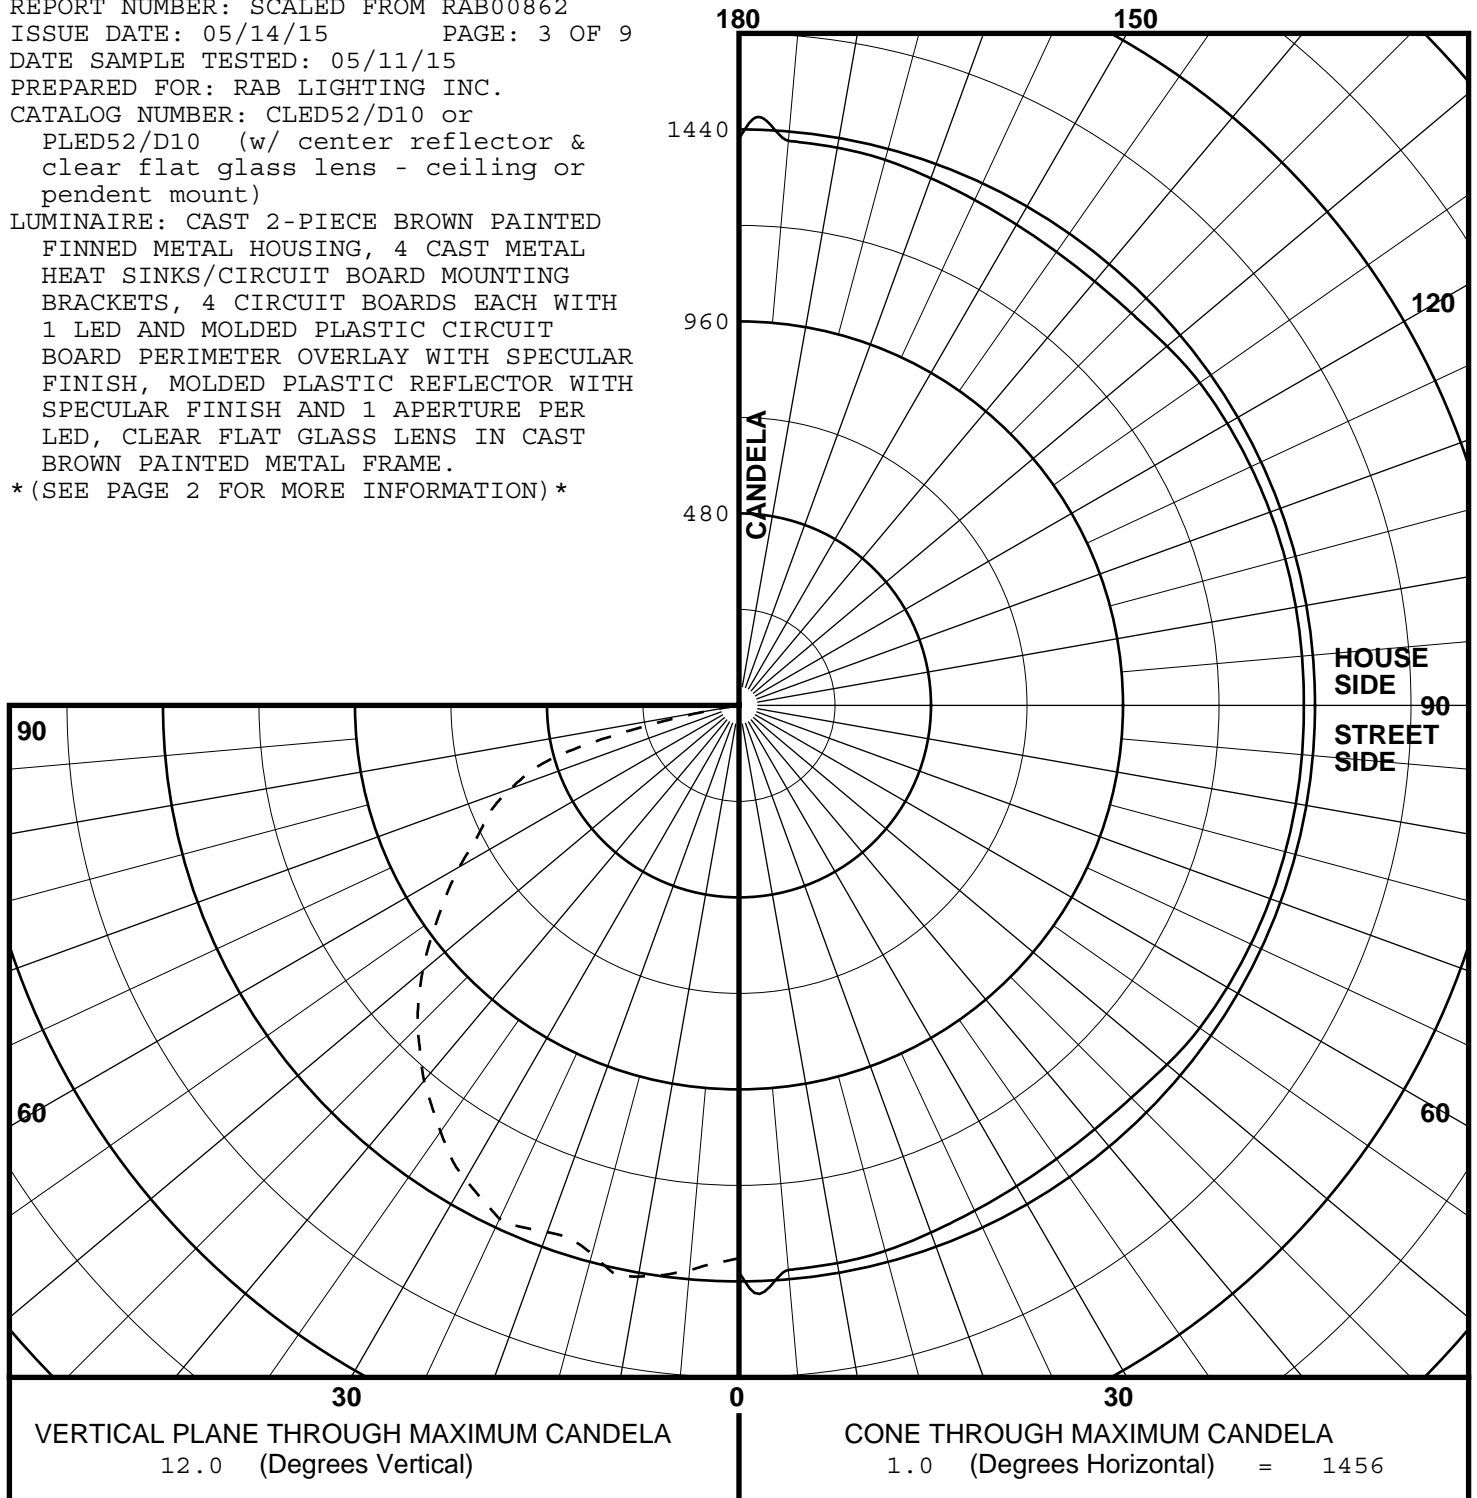 REPORT NUMBER: SCALED FROM RAB00862
ISSUE DATE: 05/14/15 PAGE: 3 OF 9
DATE SAMPLE TESTED: 05/11/15
PREPARED FOR: RAB LIGHTING INC.
CATALOG NUMBER: CLED52/D10 or
PLED52/D10 (w/ center reflector &
clear flat glass lens - ceiling or
pendent mount)
LUMINAIRE: CAST 2-PIECE BROWN PAINTED
FINNED METAL HOUSING, 4 CAST METAL
HEAT SINKS/CIRCUIT BOARD MOUNTING
BRACKETS, 4 CIRCUIT BOARDS EACH WITH
1 LED AND MOLDED PLASTIC CIRCUIT
BOARD PERIMETER OVERLAY WITH SPECULAR
FINISH, MOLDED PLASTIC REFLECTOR WITH
SPECULAR FINISH AND 1 APERTURE PER
LED, CLEAR FLAT GLASS LENS IN CAST
BROWN PAINTED METAL FRAME.
*(SEE PAGE 2 FOR MORE INFORMATION)*
180
150
1440
120
960
CANDELA
480
HOUSE
SIDE
90
90
STREET
SIDE
60
60
30
0
30
VERTICAL PLANE THROUGH MAXIMUM CANDELA
12.0 (Degrees Vertical)
CONE THROUGH MAXIMUM CANDELA
1.0 (Degrees Horizontal) = 1456